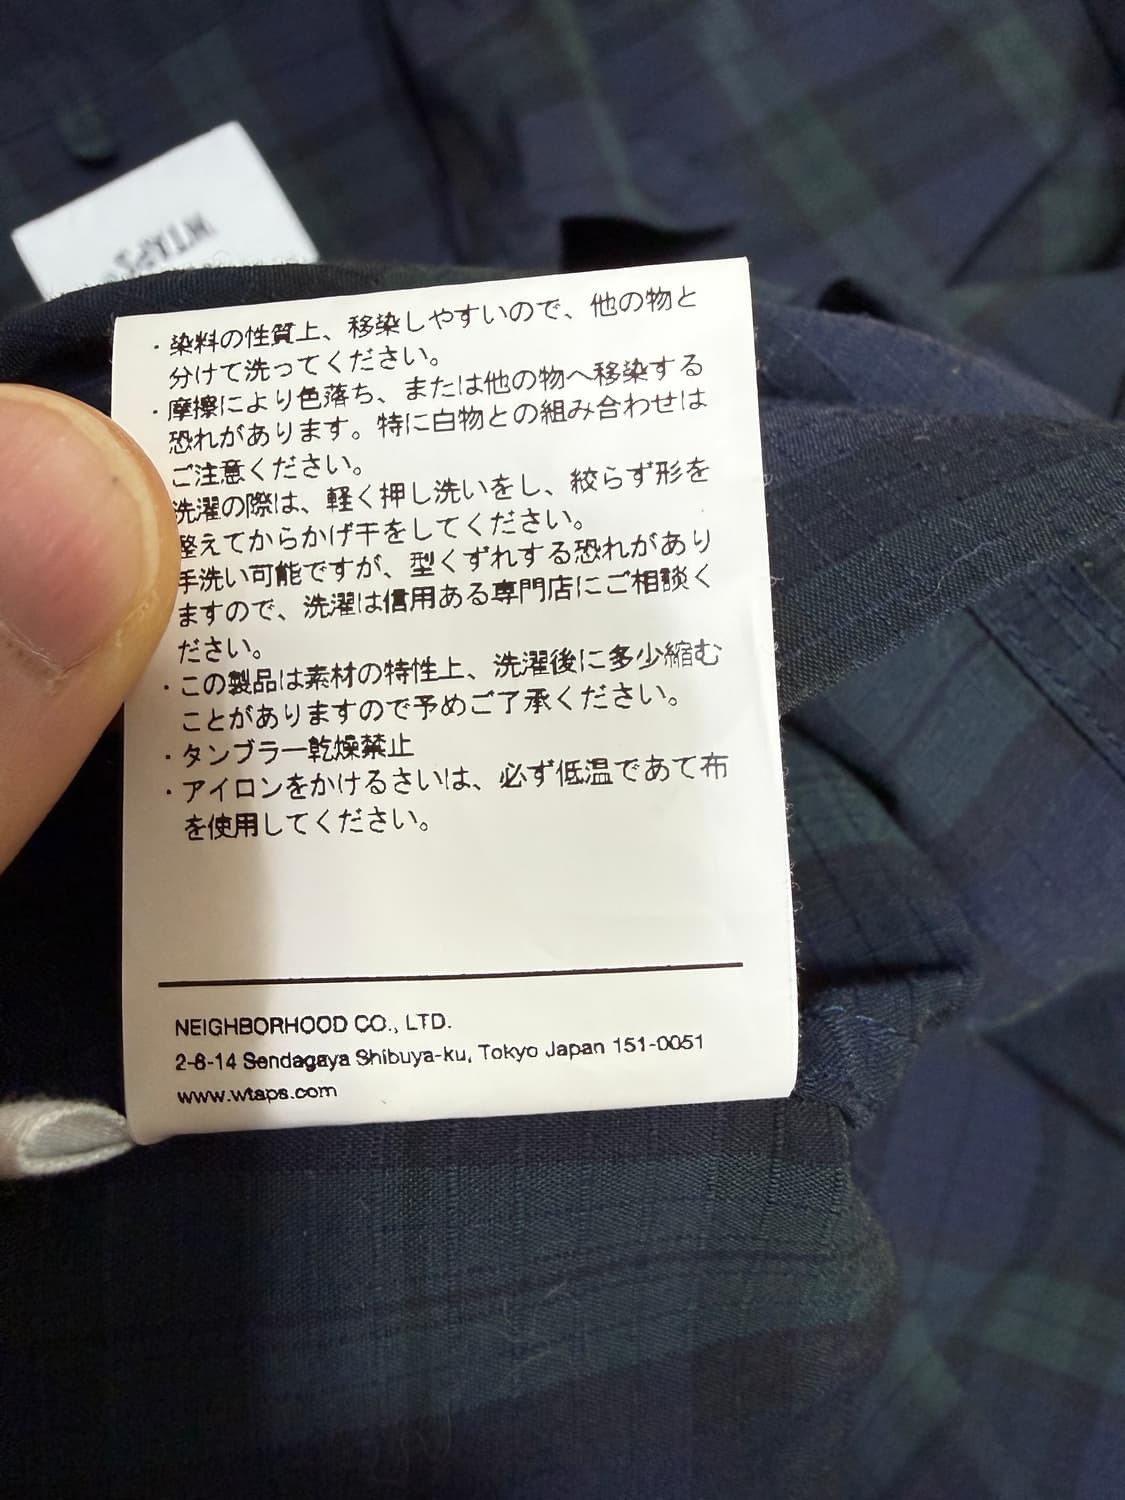 WTAPS
・染料の性質上、移染しやすいので、他の物と
分けて洗ってください。
・摩擦により色落ち、または他の物へ移染する
恐れがあります。特に白物との組み合わせは
ご注意ください。
洗濯の際は、軽く押し洗いをし、絞らず形を
整えてからかげ干をしてください。
手洗い可能ですが、型くずれする恐れがあり
ますので、洗濯は信用ある専門店にご相談く
ださい。
・この製品は素材の特性上、洗濯後に多少縮む
ことがありますので予めご了承ください。
・タンブラー乾燥禁止
・アイロンをかけるさいは、必ず低温であて布
を使用してください。
NEIGHBORHOOD CO., LTD.
2-8-14 Sendagaya Shibuya-ku, Tokyo Japan 151-0051
www.wtaps.com